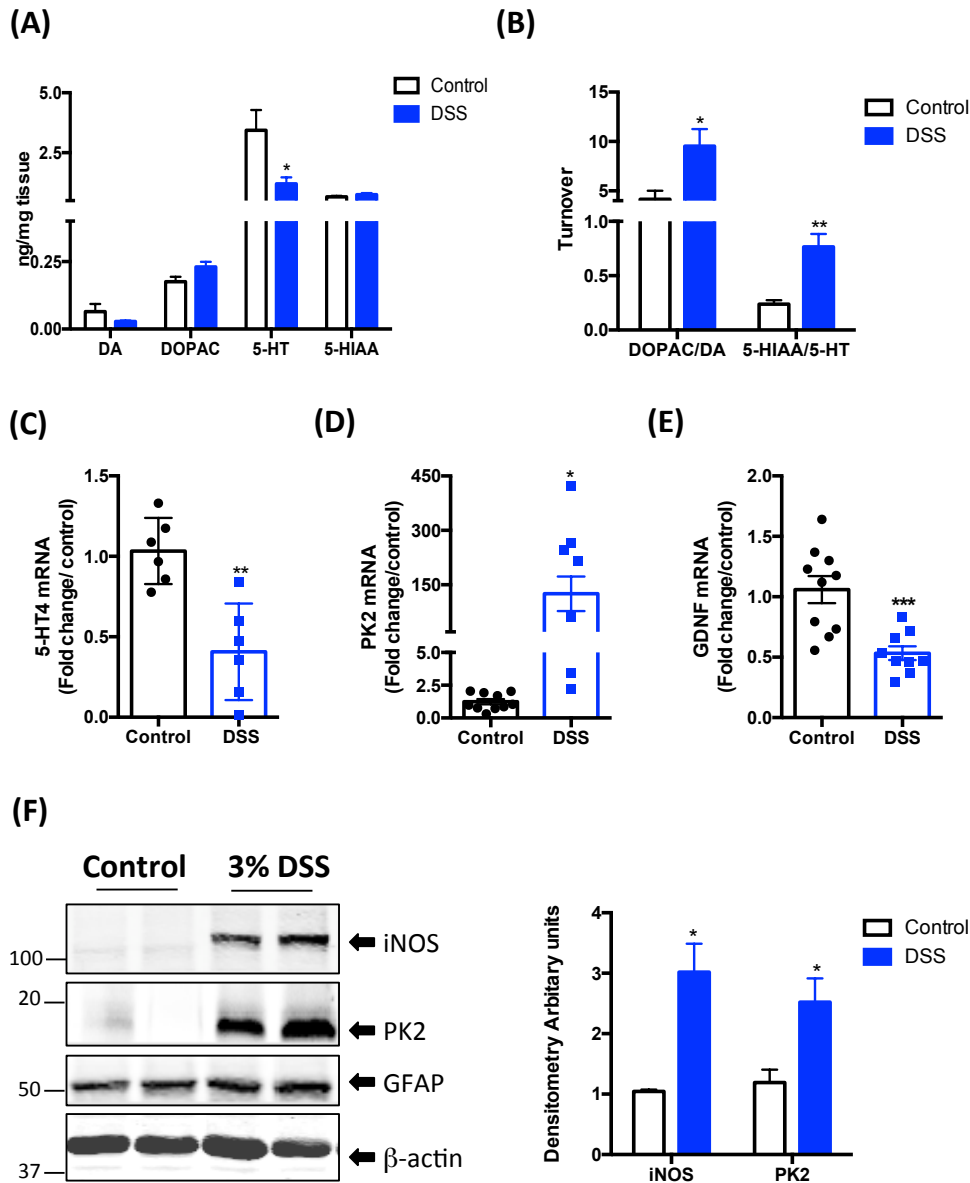 (A)
Control
DSS
ng/mg tissue
5.0
2.5
0.25
0.00
*
DA
DOPAC
5-HT
5-HIAA
(B)
Control
DSS
Turnover
15
10
5
1.0
0.5
0.0
*
**
DOPAC/DA
5-HIAA/5-HT
(C)
5-HT4 mRNA
(Fold change/ control)
1.5
1.0
0.5
0.0
**
Control
DSS
(D)
PK2 mRNA
(Fold change/control)
450
300
150
5.0
2.5
0.0
*
Control
DSS
(E)
GDNF mRNA
(Fold change/control)
2.0
1.5
1.0
0.5
0.0
***
Control
DSS
(F)
Control
3% DSS
100
iNOS
20
PK2
50
GFAP
37
β-actin
Densitometry Arbitary units
4
3
2
1
0
*
*
iNOS
PK2
Control
DSS